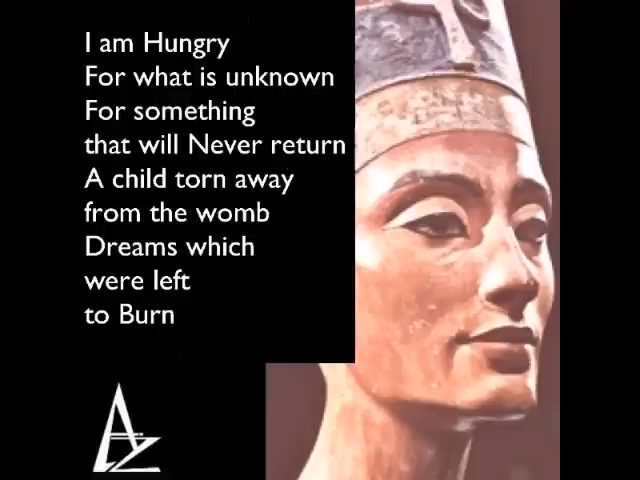 I am Hungry
For what is unknown
For something
that will Never return
A child torn away
from the womb
Dreams which
were left
to Burn
AZ